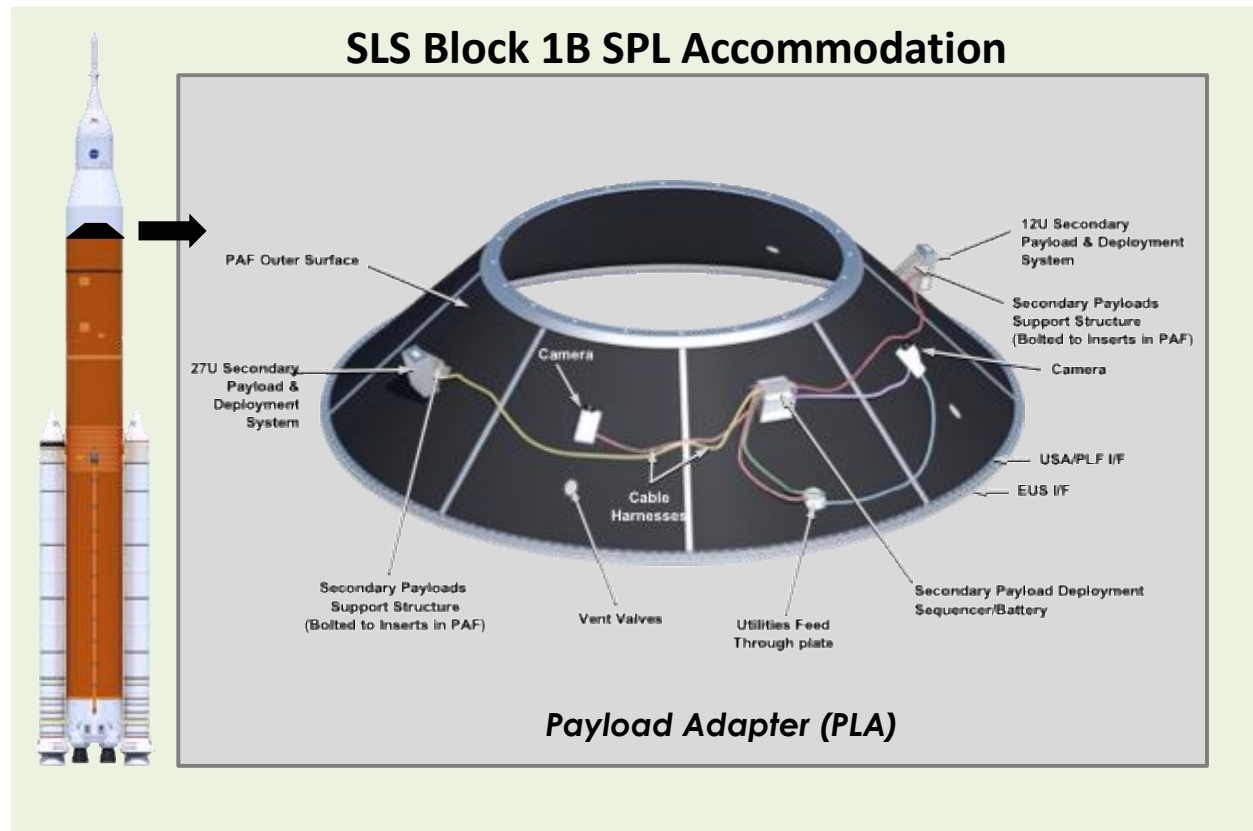 SLS Block 1B SPL Accommodation
12U Secondary
Payload & Deployment
System
PAF Outer Surface
Secondary Payloads
Support Structure
(Bolted to Inserts in PAF)
Camera
Camera
27U Secondary
Payload &
Deployment
System
USA/PLF I/F
EUS I/F
Cable
Harnesses
Secondary Payloads
Support Structure
(Bolted to Inserts in PAF)
Vent Valves
Utilities Feed
Through plate
Secondary Payload Deployment
Sequencer/Battery
Payload Adapter (PLA)